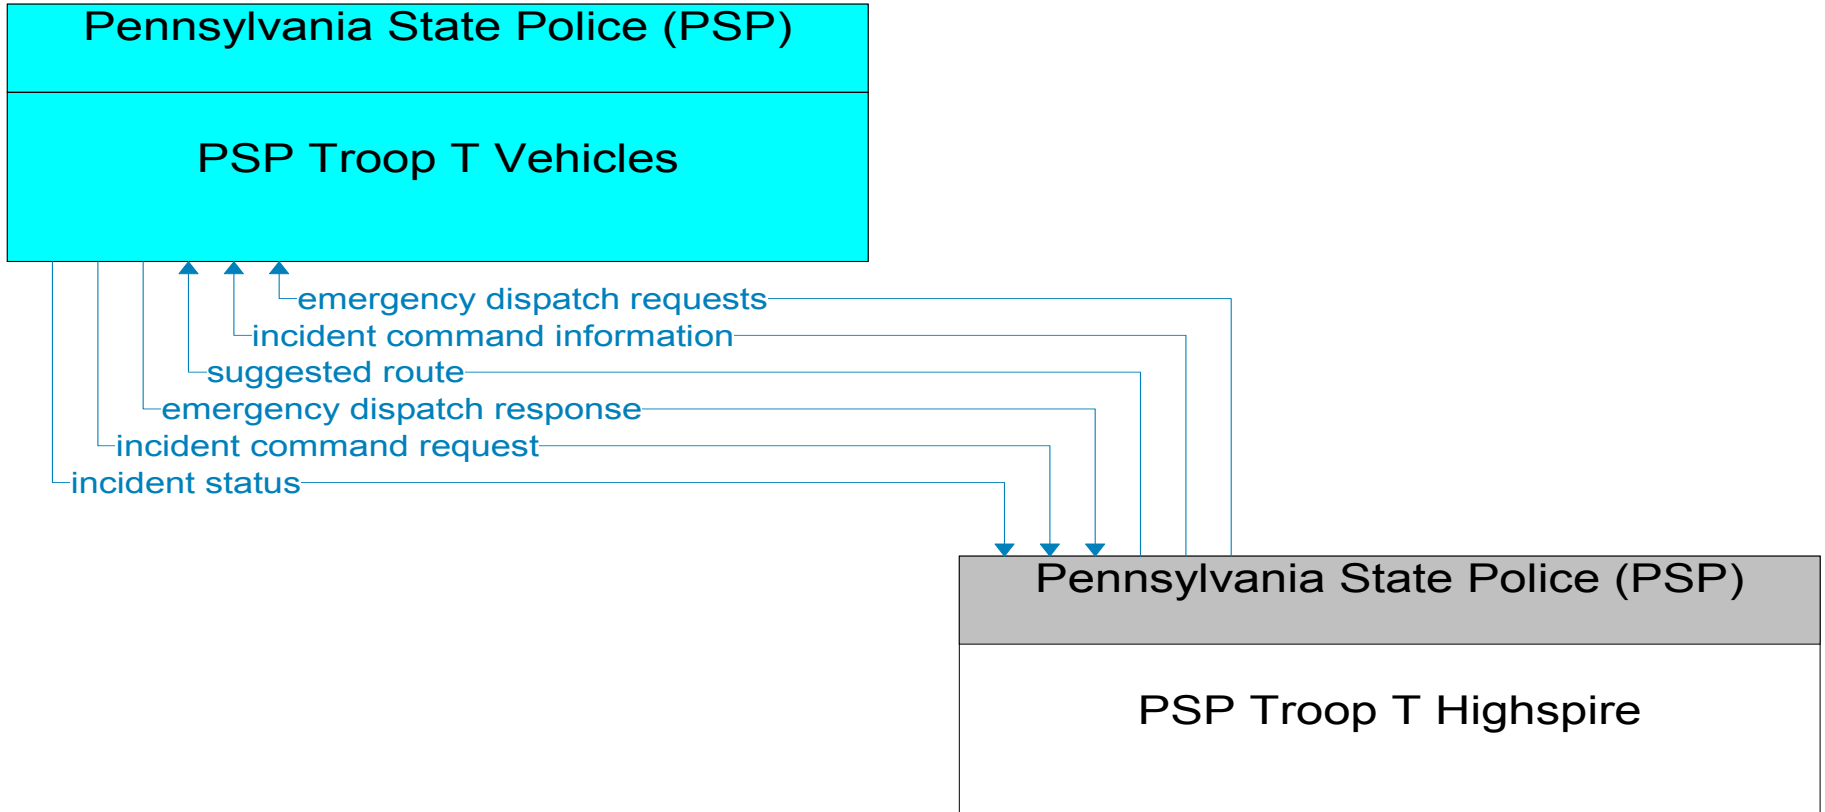 Pennsylvania State Police (PSP)
PSP Troop T Vehicles
emergency dispatch requests
incident command information
suggested route
emergency dispatch response
incident command request
incident status
Pennsylvania State Police (PSP)
PSP Troop T Highspire